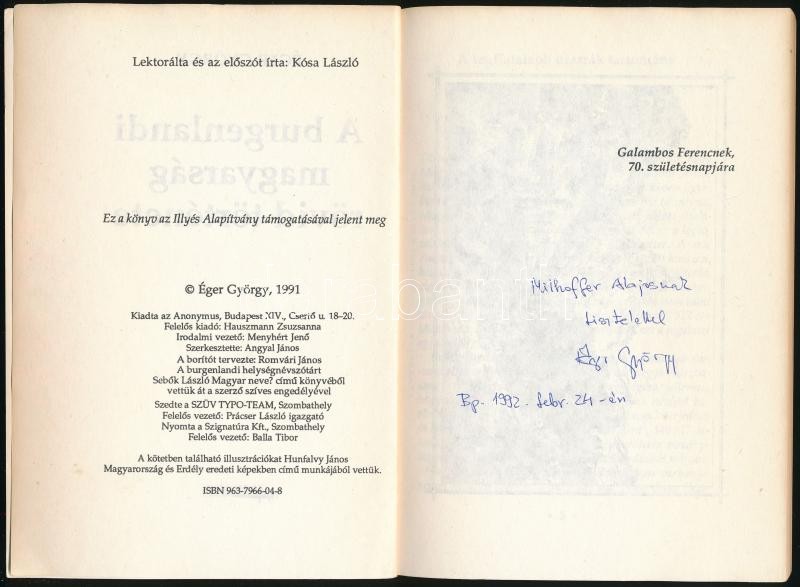 Lektorálta és az előszót írta: Kósa László
Ez a könyv az Illyés Alapítvány támogatásával jelent meg
© Éger György, 1991
Kiadta az Anonymus, Budapest XIV., Cserző u. 18–20.
Felelős kiadó: Hauszmann Zsuzsanna
Irodalmi vezető: Menyhért Jenő
Szerkesztette: Angyal János
A borítót tervezte: Romvári János
A burgenlandi helységnévszótárt
Sebők László Magyar neve? című könyvéből
vettük át a szerző szíves engedélyével
Szedte a SZÜV TYPO-TEAM, Szombathely
Felelős vezető: Prácser László igazgató
Nyomta a Szignatúra Kft., Szombathely
Felelős vezető: Balla Tibor
A kötetben található illusztrációkat Hunfalvy János
Magyarország és Erdély eredeti képekben című munkájából vettük.
ISBN 963-7966-04-8
Galambos Ferencnek,
70. születésnapjára
Milhoffer Alajosnak
tisztelettel
Éger György
Bp. 1992. febr. 24-én